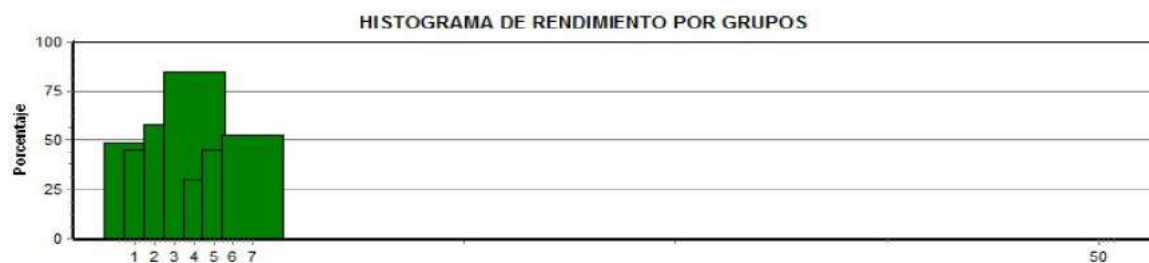 HISTOGRAMA DE RENDIMIENTO POR GRUPOS
Porcentaje
100
75
50
25
0
1 2 3 4 5 6 7 50